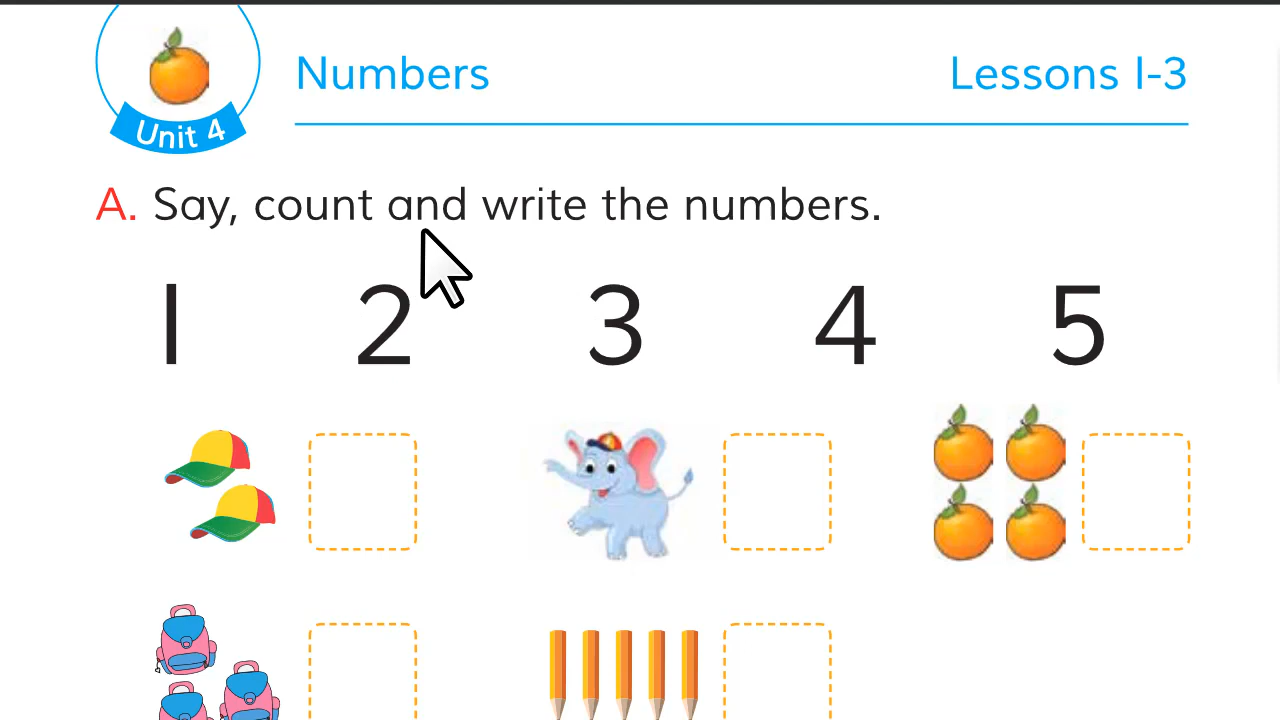 Unit 4
Numbers
Lessons 1-3
A. Say, count and write the numbers.
1 2 3 4 5